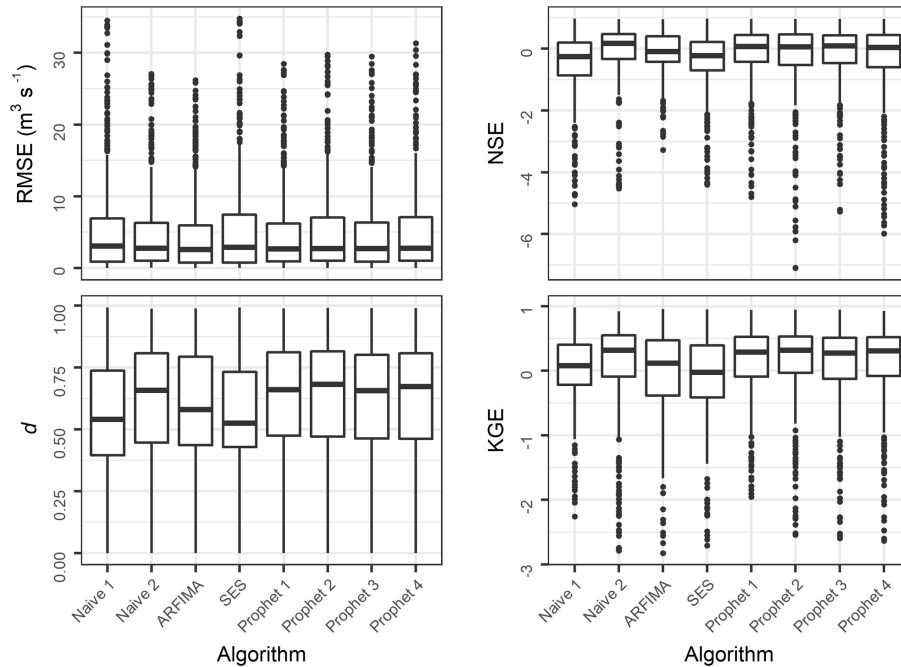 RMSE (m³ s⁻¹)
30
20
10
0
NSE
0
-2
-4
-6
d
1.00
0.75
0.50
0.25
0.00
KGE
1
0
-1
-2
-3
Naive 1
Naive 2
ARFIMA
SES
Prophet 1
Prophet 2
Prophet 3
Prophet 4
Algorithm
Naive 1
Naive 2
ARFIMA
SES
Prophet 1
Prophet 2
Prophet 3
Prophet 4
Algorithm